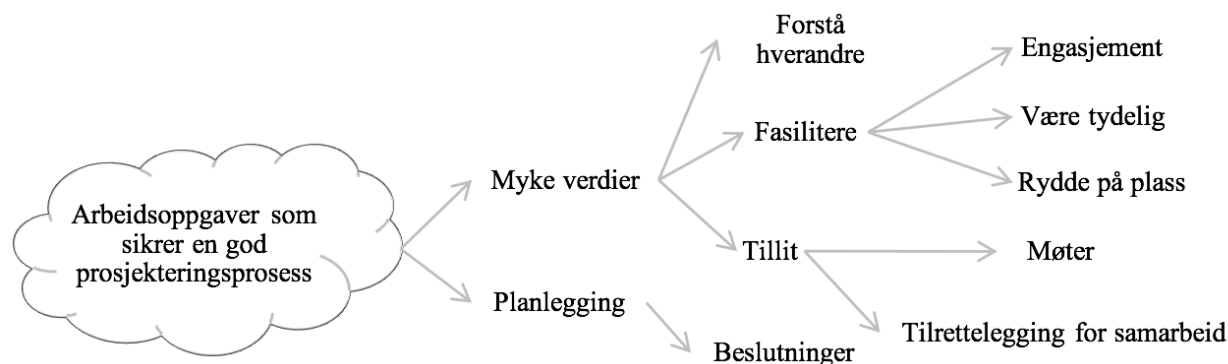 Arbeidsoppgaver som
sikrer en god
prosjekteringsprosess
Myke verdier
Planlegging
Forstå
hverandre
Fasilitere
Tillit
Beslutninger
Engasjement
Være tydelig
Rydde på plass
Møter
Tilrettelegging for samarbeid